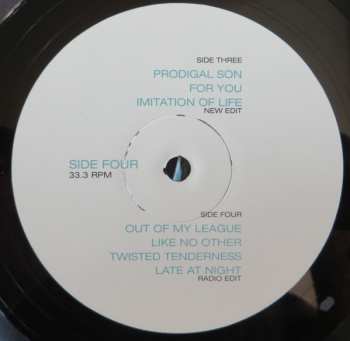 SIDE THREE
PRODIGAL SON
FOR YOU
IMITATION OF LIFE
NEW EDIT
SIDE FOUR
33.3 RPM
SIDE FOUR
OUT OF MY LEAGUE
LIKE NO OTHER
TWISTED TENDERNESS
LATE AT NIGHT
RADIO EDIT